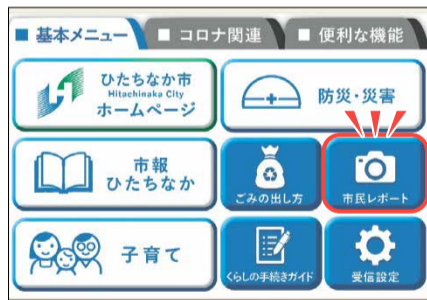 ■ 基本メニュー
■ コロナ関連
■ 便利な機能
ひたちなか市
Hitachinaka City
ホームページ
防災・災害
市報
ひたちなか
ごみの出し方
市民レポート
子育て
くらしの手続きガイド
受信設定